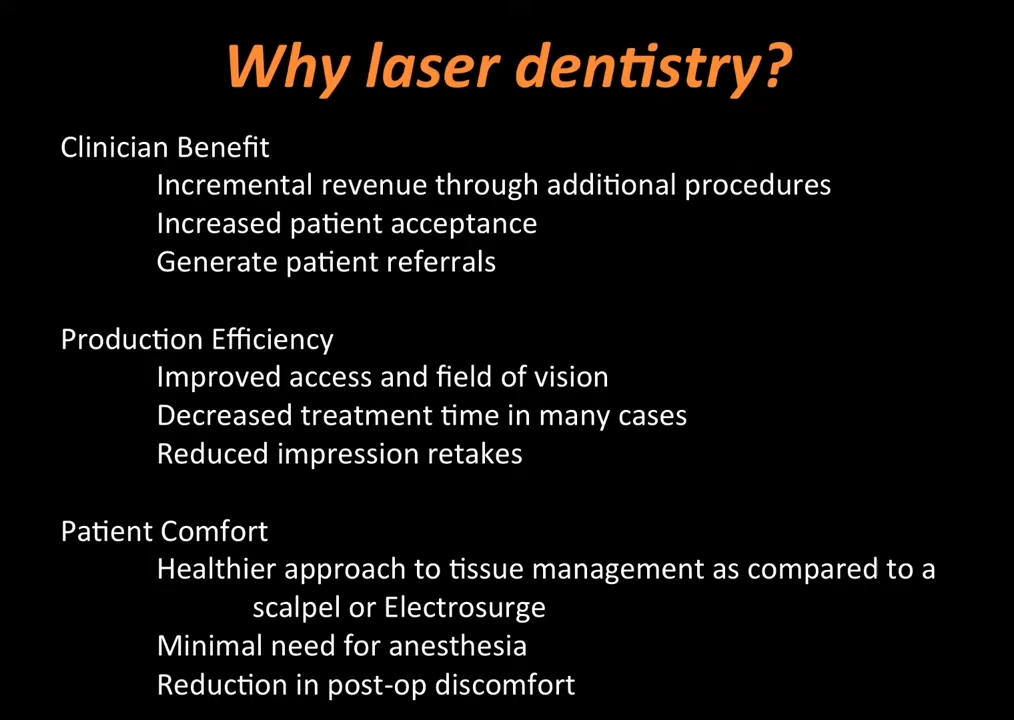 Why laser dentistry?
Clinician Benefit
Incremental revenue through additional procedures
Increased patient acceptance
Generate patient referrals
Production Efficiency
Improved access and field of vision
Decreased treatment time in many cases
Reduced impression retakes
Patient Comfort
Healthier approach to tissue management as compared to a
scalpel or Electrosurge
Minimal need for anesthesia
Reduction in post-op discomfort